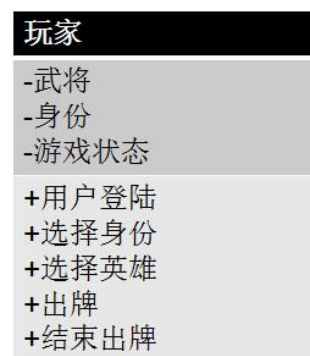 玩家
-武将
-身份
-游戏状态
+用户登陆
+选择身份
+选择英雄
+出牌
+结束出牌